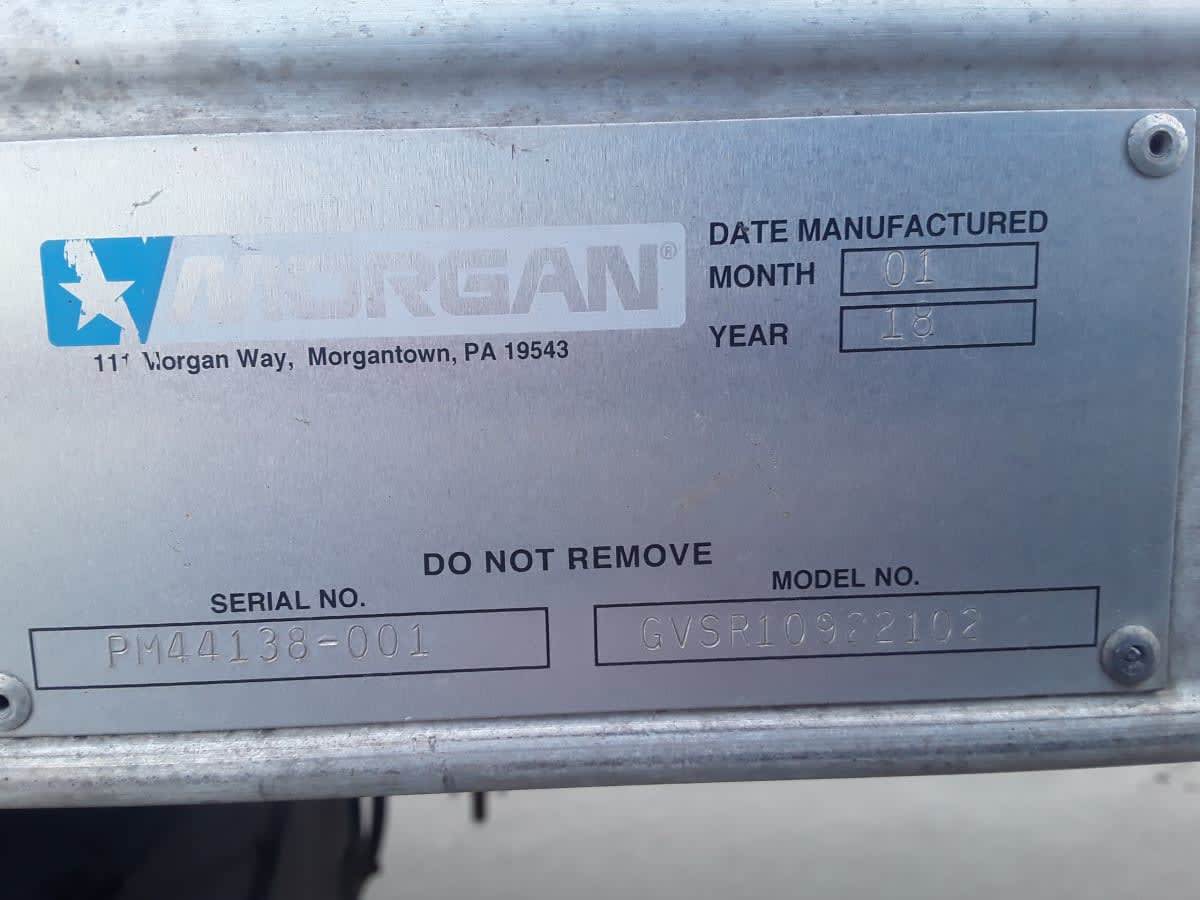 MORGAN®
111 Morgan Way, Morgantown, PA 19543
DATE MANUFACTURED
MONTH 01
YEAR 18
DO NOT REMOVE
SERIAL NO.
PM44138-001
MODEL NO.
GVSR10922102